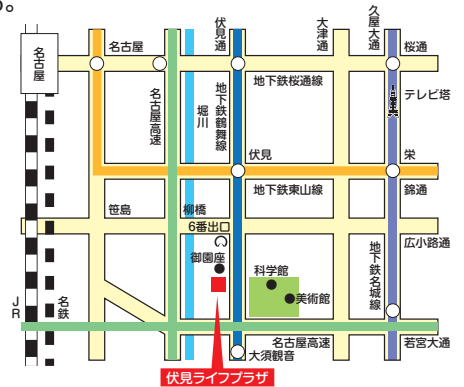 る。
名古屋
名古屋
伏見通
大津通
久屋大通
桜通
地下鉄桜通線
テレビ塔
名古屋高速
堀川
地下鉄鶴舞線
伏見
栄
地下鉄東山線
錦通
笹島
柳橋
6番出口
広小路通
御園座
科学館
美術館
地下鉄名城線
JR
名鉄
名古屋高速
若宮大通
大須観音
伏見ライフプラザ